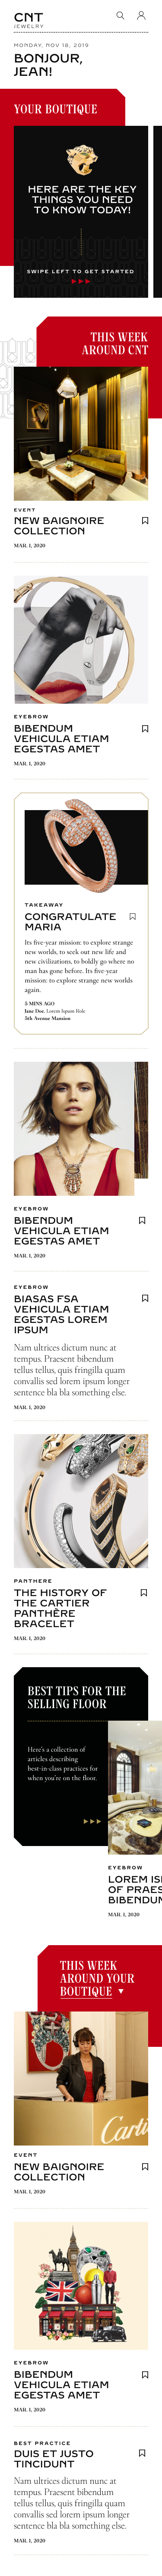 CNT
JEWELRY
MONDAY, NOV 18, 2019
BONJOUR,
JEAN!
YOUR BOUTIQUE
HERE ARE THE KEY
THINGS YOU NEED
TO KNOW TODAY!
SWIPE LEFT TO GET STARTED
THIS WEEK
AROUND CNT
EVENT
NEW BAIGNOIRE
COLLECTION
MAR. 1, 2020
EYEBROW
BIBENDUM
VEHICULA ETIAM
EGESTAS AMET
MAR. 1, 2020
TAKEAWAY
CONGRATULATE
MARIA
Its five-year mission: to explore strange
new worlds, to seek out new life and
new civilizations, to boldly go where no
man has gone before. Its five-year
mission: to explore strange new worlds
again.
5 MINS AGO
Jane Doe, Lorem Ispum Role
5th Avenue Mansion
EYEBROW
BIBENDUM
VEHICULA ETIAM
EGESTAS AMET
MAR. 1, 2020
EYEBROW
BIASAS FSA
VEHICULA ETIAM
EGESTAS LOREM
IPSUM
Nam ultrices dictum nunc at
tempus. Praesent bibendum
tellus tellus, quis fringilla quam
convallis sed lorem ipsum longer
sentence bla bla something else.
MAR. 1, 2020
PANTHERE
THE HISTORY OF
THE CARTIER
PANTHÈRE
BRACELET
MAR. 1, 2020
BEST TIPS FOR THE
SELLING FLOOR
Here's a collection of
articles describing
best-in-class practices for
when you're on the floor.
EYEBROW
LOREM IS
OF PRAES
BIBENDUM
MAR. 1, 2020
THIS WEEK
AROUND YOUR
BOUTIQUE
Carti
EVENT
NEW BAIGNOIRE
COLLECTION
MAR. 1, 2020
EYEBROW
BIBENDUM
VEHICULA ETIAM
EGESTAS AMET
MAR. 1, 2020
BEST PRACTICE
DUIS ET JUSTO
TINCIDUNT
Nam ultrices dictum nunc at
tempus. Praesent bibendum
tellus tellus, quis fringilla quam
convallis sed lorem ipsum longer
sentence bla bla something else.
MAR. 1, 2020